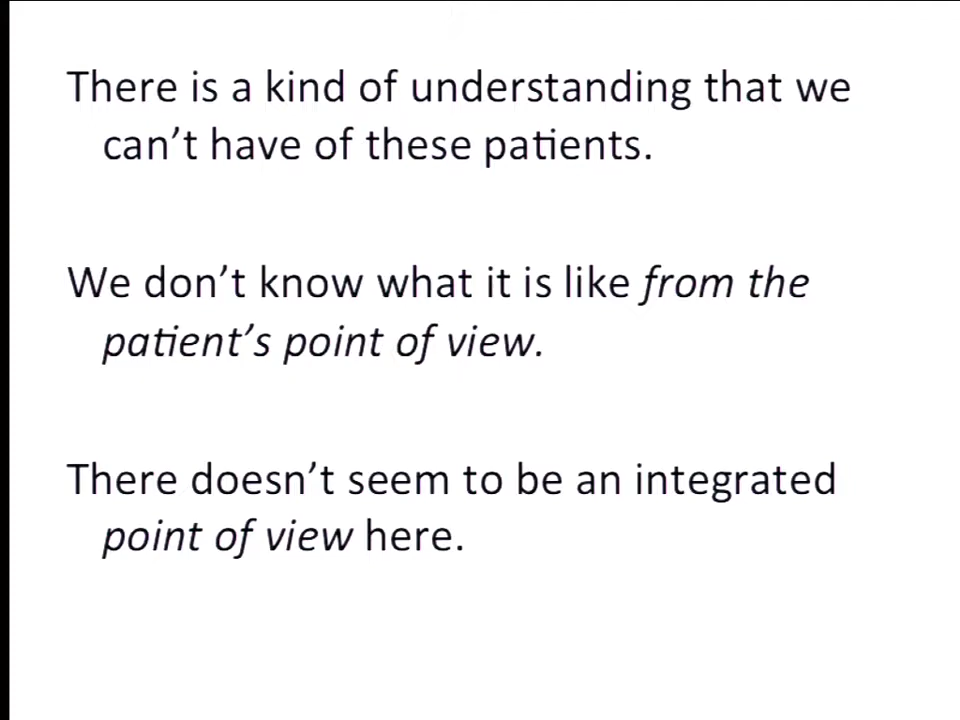 There is a kind of understanding that we
can’t have of these patients.
We don’t know what it is like from the
patient’s point of view.
There doesn’t seem to be an integrated
point of view here.